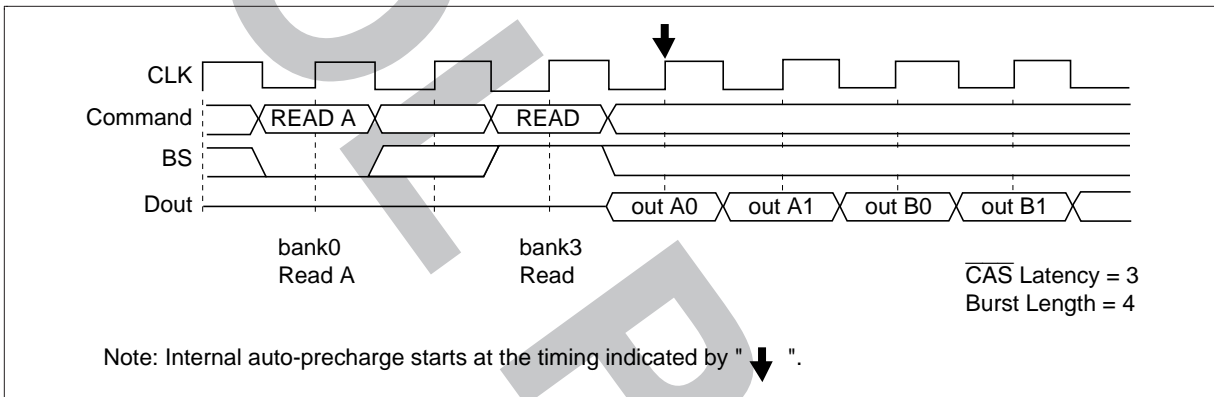 CLK
Command READ A READ
BS
Dout out A0 out A1 out B0 out B1
bank0 bank3
Read A Read
CAS Latency = 3
Burst Length = 4
Note: Internal auto-precharge starts at the timing indicated by " ".